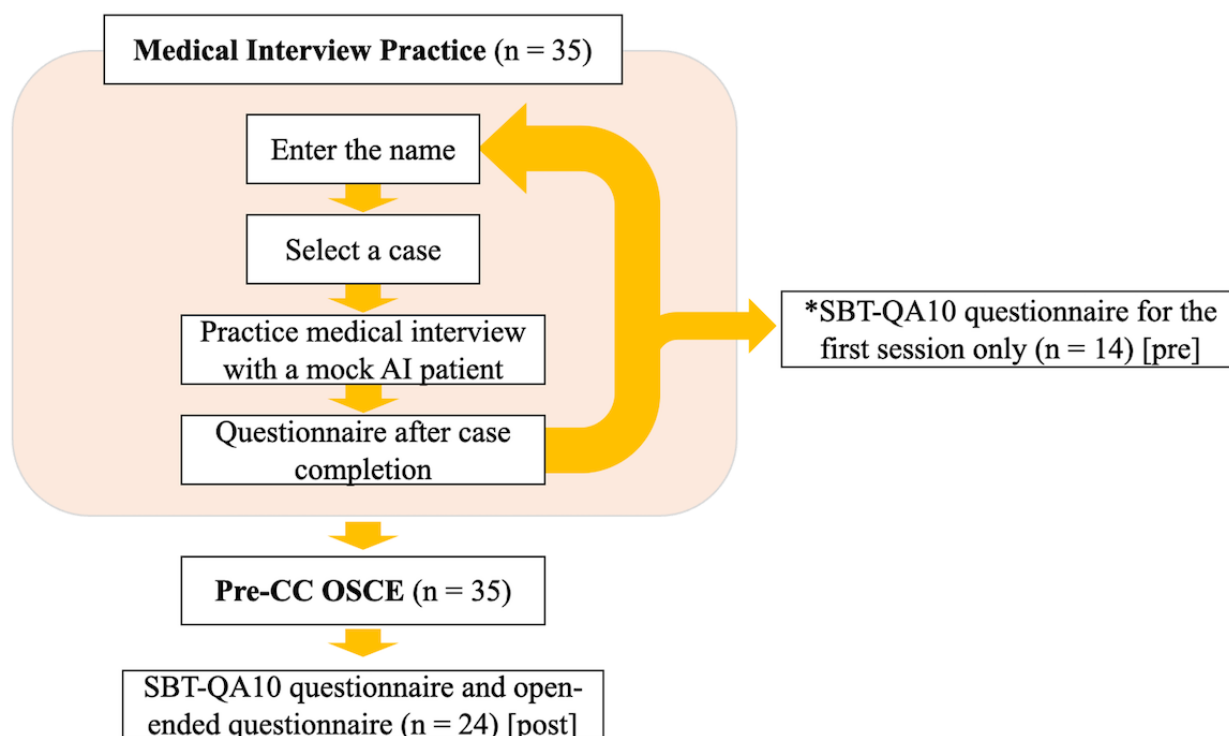 Medical Interview Practice (n = 35)
Enter the name
Select a case
Practice medical interview
with a mock AI patient
Questionnaire after case
completion
*SBT-QA10 questionnaire for the
first session only (n = 14) [pre]
Pre-CC OSCE (n = 35)
SBT-QA10 questionnaire and open-
ended questionnaire (n = 24) [post]